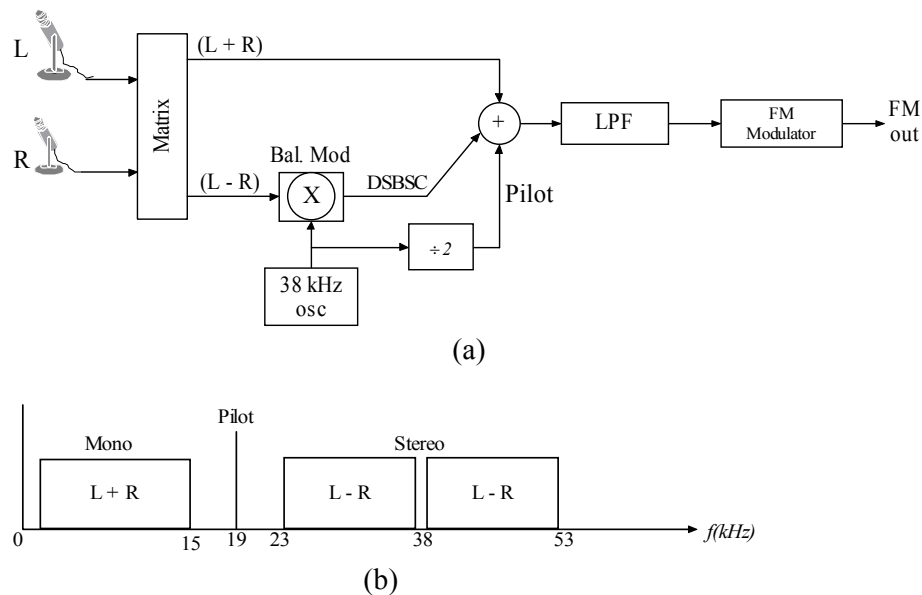 L
R
Matrix
(L + R)
(L - R)
Bal. Mod
X
DSBSC
38 kHz
osc
÷2
Pilot
+
LPF
FM
Modulator
FM
out
(a)
Pilot
Mono
Stereo
L + R
L - R
L - R
0
15
19
23
38
53
f(kHz)
(b)